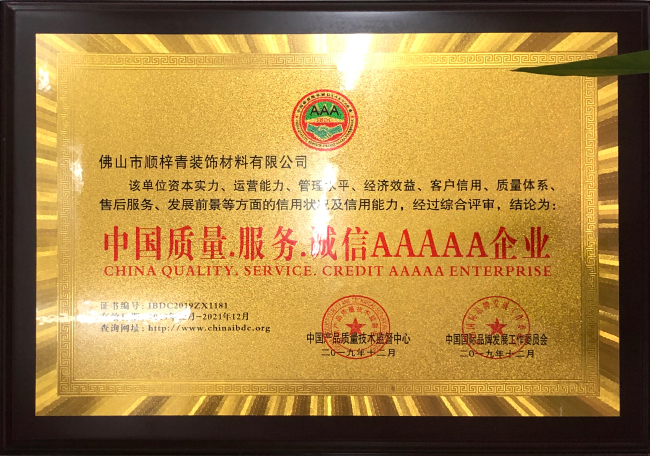 AAA
佛山市顺梓青装饰材料有限公司
该单位资本实力、运营能力、管理水平、经济效益、客户信用、质量体系、
售后服务、发展前景等方面的信用状况及信用能力，经过综合评审，结论为：
中国质量.服务.诚信AAAAA企业
CHINA QUALITY. SERVICE. CREDIT AAAAA ENTERPRISE
证书编号：IBDC2019ZX1181
月-2021年12月
查询网址：http://www.chinaibdc.org
中国产品质量技术监督中心
二〇一九年十二月
中国国际品牌发展工作委员会
二〇一九年十二月